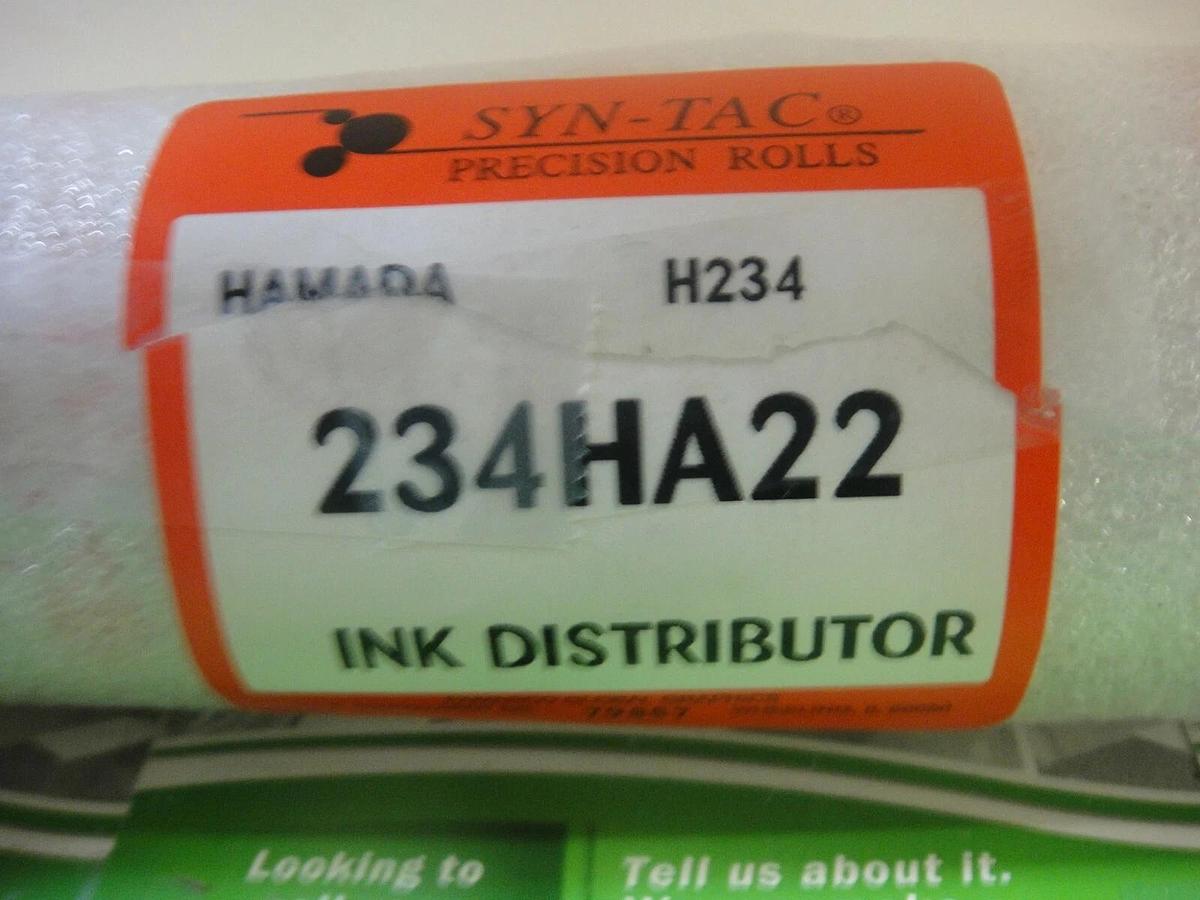 SYN-TAC®
PRECISION ROLLS
HAMADA H234
234HA22
INK DISTRIBUTOR
Looking to
Tell us about it.